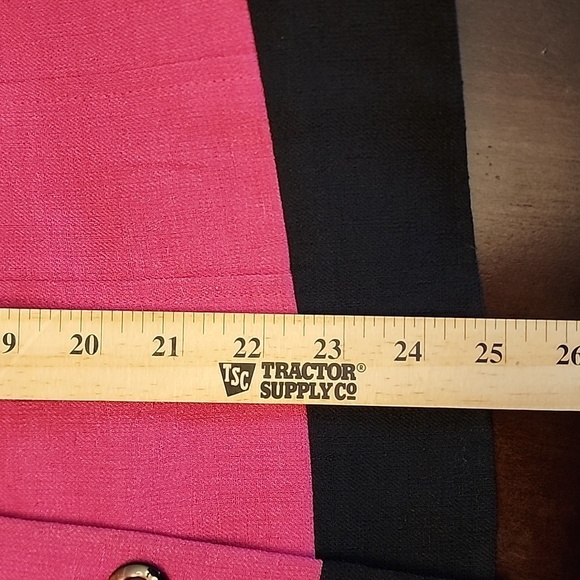 9 20 21 22 23 24 25 26
TSC TRACTOR®
SUPPLY CO